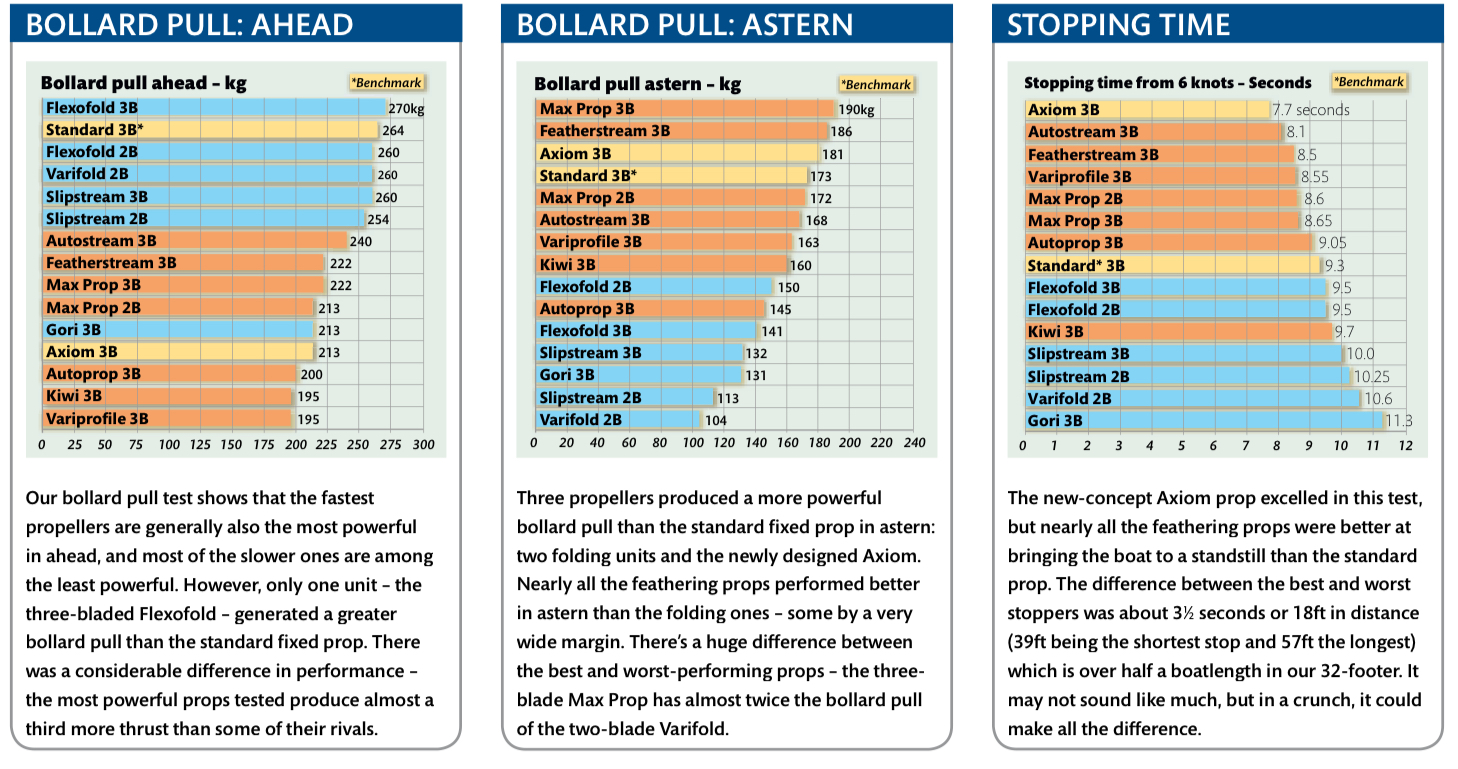 BOLLARD PULL: AHEAD
Bollard pull ahead – kg
*Benchmark
Flexofold 3B 270kg
Standard 3B* 264
Flexofold 2B 260
Varifold 2B 260
Slipstream 3B 260
Slipstream 2B 254
Autostream 3B 240
Featherstream 3B 222
Max Prop 3B 222
Max Prop 2B 213
Gori 3B 213
Axiom 3B 213
Autoprop 3B 200
Kiwi 3B 195
Variprofile 3B 195
0 25 50 75 100 125 150 175 200 225 250 275 300
Our bollard pull test shows that the fastest
propellers are generally also the most powerful
in ahead, and most of the slower ones are among
the least powerful. However, only one unit – the
three-bladed Flexofold – generated a greater
bollard pull than the standard fixed prop. There
was a considerable difference in performance –
the most powerful props tested produce almost a
third more thrust than some of their rivals.
BOLLARD PULL: ASTERN
Bollard pull astern – kg
*Benchmark
Max Prop 3B 190kg
Featherstream 3B 186
Axiom 3B 181
Standard 3B* 173
Max Prop 2B 172
Autostream 3B 168
Variprofile 3B 163
Kiwi 3B 160
Flexofold 2B 150
Autoprop 3B 145
Flexofold 3B 141
Slipstream 3B 132
Gori 3B 131
Slipstream 2B 113
Varifold 2B 104
0 20 40 60 80 100 120 140 160 180 200 220 240
Three propellers produced a more powerful
bollard pull than the standard fixed prop in astern:
two folding units and the newly designed Axiom.
Nearly all the feathering props performed better
in astern than the folding ones – some by a very
wide margin. There's a huge difference between
the best and worst-performing props – the three-
blade Max Prop has almost twice the bollard pull
of the two-blade Varifold.
STOPPING TIME
Stopping time from 6 knots – Seconds
*Benchmark
Axiom 3B 7.7 seconds
Autostream 3B 8.1
Featherstream 3B 8.5
Variprofile 3B 8.55
Max Prop 2B 8.6
Max Prop 3B 8.65
Autoprop 3B 9.05
Standard* 3B 9.3
Flexofold 3B 9.5
Flexofold 2B 9.5
Kiwi 3B 9.7
Slipstream 3B 10.0
Slipstream 2B 10.25
Varifold 2B 10.6
Gori 3B 11.3
0 1 2 3 4 5 6 7 8 9 10 11 12
The new-concept Axiom prop excelled in this test,
but nearly all the feathering props were better at
bringing the boat to a standstill than the standard
prop. The difference between the best and worst
stoppers was about 3½ seconds or 18ft in distance
(39ft being the shortest stop and 57ft the longest)
which is over half a boatlength in our 32-footer. It
may not sound like much, but in a crunch, it could
make all the difference.